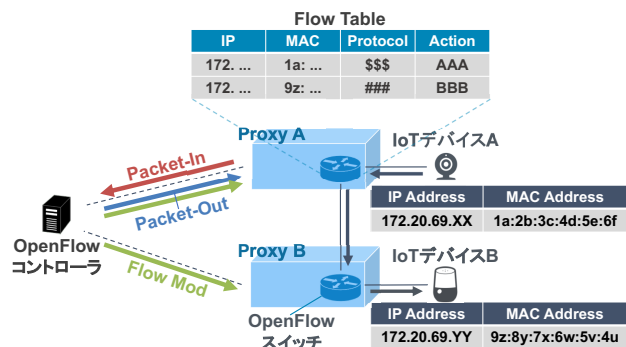 Flow Table
IP MAC Protocol Action
172. ... 1a: ... $$$ AAA
172. ... 9z: ... ### BBB
Proxy A
IoTデバイスA
Packet-In
Packet-Out
IP Address MAC Address
172.20.69.XX 1a:2b:3c:4d:5e:6f
OpenFlow
コントローラ
Proxy B
IoTデバイスB
Flow Mod
OpenFlow
スイッチ
IP Address MAC Address
172.20.69.YY 9z:8y:7x:6w:5v:4u